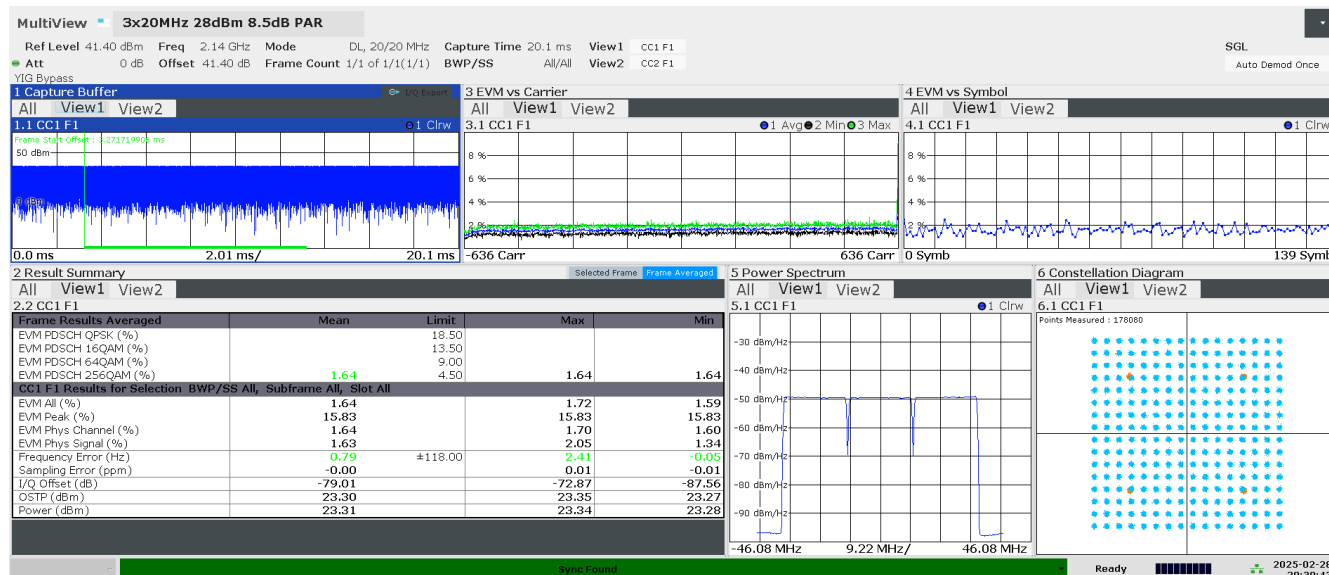 MultiView 3x20MHz 28dBm 8.5dB PAR
Ref Level 41.40 dBm Freq 2.14 GHz Mode DL, 20/20 MHz Capture Time 20.1 ms View1 CC1 F1 SGL
Att 0 dB Offset 41.40 dB Frame Count 1/1 of 1/1(1/1) BWP/SS All/All View2 CC2 F1 Auto Demod Once
YIG Bypass
1 Capture Buffer I/Q Export
All View1 View2
1.1 CC1 F1 1 Clrw
Frame Start Offset : 3.271719905 ms
50 dBm
0 dBm
0.0 ms 2.01 ms/ 20.1 ms
3 EVM vs Carrier
All View1 View2
3.1 CC1 F1 1 Avg 2 Min 3 Max
8 %
6 %
4 %
2 %
-636 Carr 636 Carr
4 EVM vs Symbol
All View1 View2
4.1 CC1 F1 1 Clrw
8 %
6 %
4 %
2 %
0 Symb 139 Symb
2 Result Summary Selected Frame Frame Averaged
All View1 View2
2.2 CC1 F1
Frame Results Averaged Mean Limit Max Min
EVM PDSCH QPSK (%) 18.50
EVM PDSCH 16QAM (%) 13.50
EVM PDSCH 64QAM (%) 9.00
EVM PDSCH 256QAM (%) 1.64 4.50 1.64 1.64
CC1 F1 Results for Selection BWP/SS All, Subframe All, Slot All
EVM All (%) 1.64 1.72 1.59
EVM Peak (%) 15.83 15.83 15.83
EVM Phys Channel (%) 1.64 1.70 1.60
EVM Phys Signal (%) 1.63 2.05 1.34
Frequency Error (Hz) 0.79 ±118.00 2.41 -0.05
Sampling Error (ppm) -0.00 0.01 -0.01
I/Q Offset (dB) -79.01 -72.87 -87.56
OSTP (dBm) 23.30 23.35 23.27
Power (dBm) 23.31 23.34 23.28
5 Power Spectrum
All View1 View2
5.1 CC1 F1 1 Clrw
-30 dBm/Hz
-40 dBm/Hz
-50 dBm/Hz
-60 dBm/Hz
-70 dBm/Hz
-80 dBm/Hz
-90 dBm/Hz
-46.08 MHz 9.22 MHz/ 46.08 MHz
6 Constellation Diagram
All View1 View2
6.1 CC1 F1
Points Measured : 178080
Sync Found Ready 2025-02-28